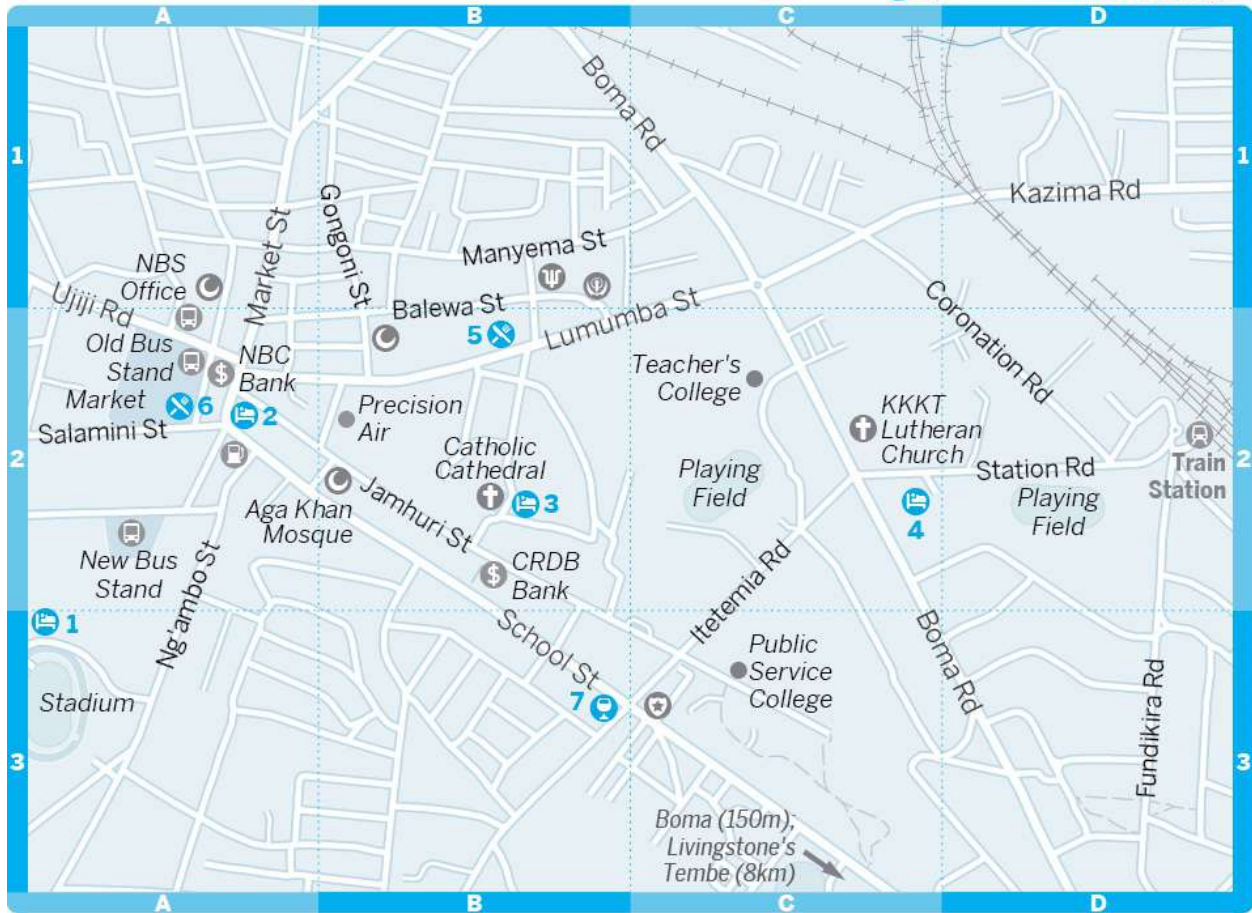 A
B
C
D
1
1
Boma Rd
Kazima Rd
Market St
Gongoni St
Manyema St
NBS
Office
Ujiji Rd
Balewa St
Lumumba St
Coronation Rd
5
Old Bus
Stand
NBC
Bank
Teacher's
College
Market
6
2
Precision
Air
KKKT
Lutheran
Church
Salamini St
Catholic
Cathedral
2
2
Station Rd
Train
Station
Playing
Field
Playing
Field
3
4
Aga Khan
Mosque
Jamhuri St
New Bus
Stand
CRDB
Bank
Ng'ambo St
Itetemia Rd
1
School St
Boma Rd
Public
Service
College
Stadium
7
Fundikira Rd
3
3
Boma (150m);
Livingstone's
Tembe (8km)
A
B
C
D